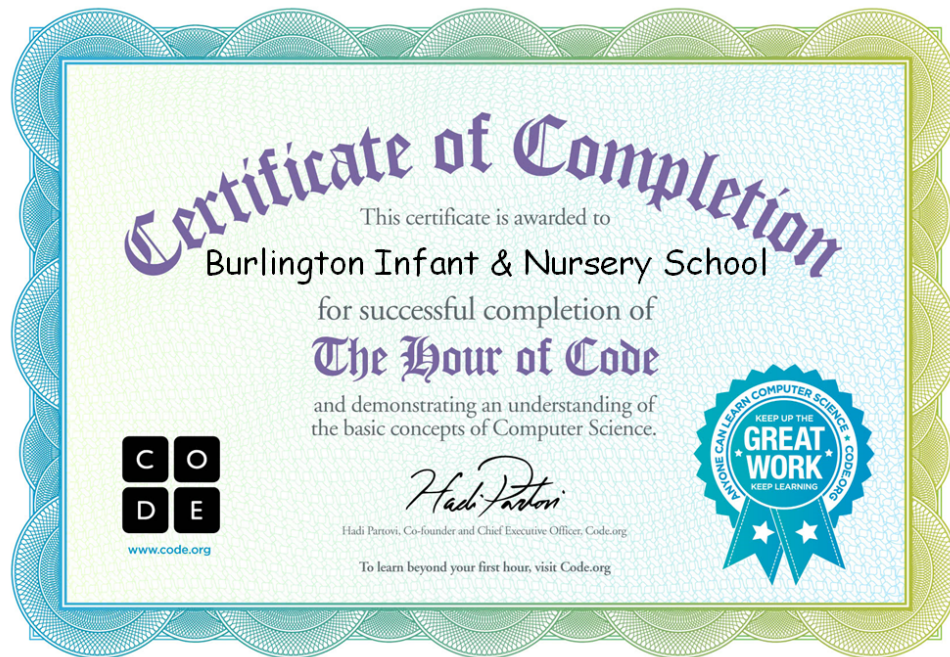 Certificate of Completion
This certificate is awarded to
Burlington Infant & Nursery School
for successful completion of
The Hour of Code
and demonstrating an understanding of
the basic concepts of Computer Science.
C O
D E
www.code.org
Hadi Partovi
Hadi Partovi, Co-founder and Chief Executive Officer, Code.org
To learn beyond your first hour, visit Code.org
ANYONE CAN LEARN COMPUTER SCIENCE ★ CODE.ORG ★
KEEP UP THE
GREAT
WORK
KEEP LEARNING